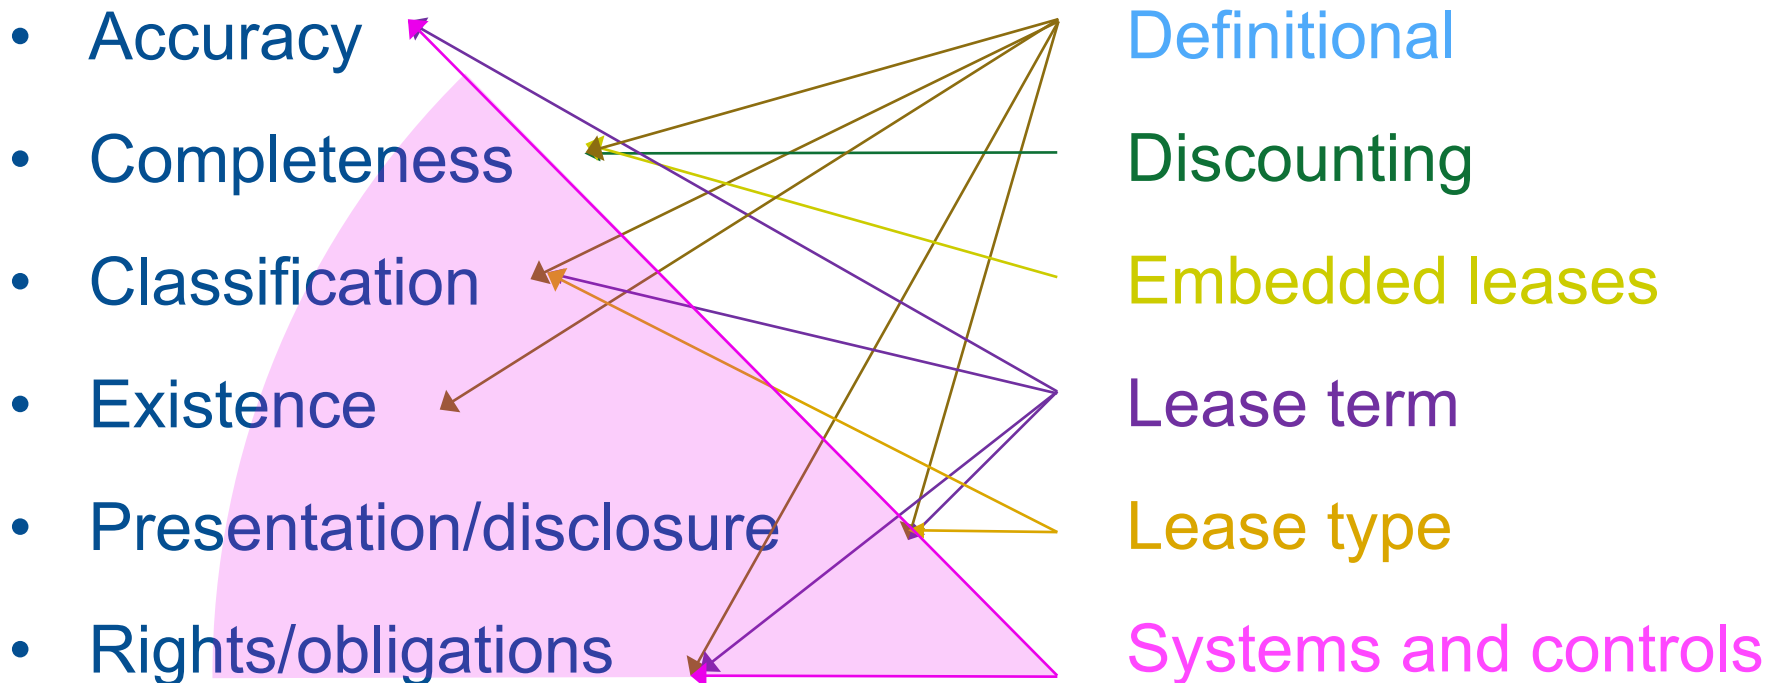 • Accuracy
• Completeness
• Classification
• Existence
• Presentation/disclosure
• Rights/obligations
Definitional
Discounting
Embedded leases
Lease term
Lease type
Systems and controls